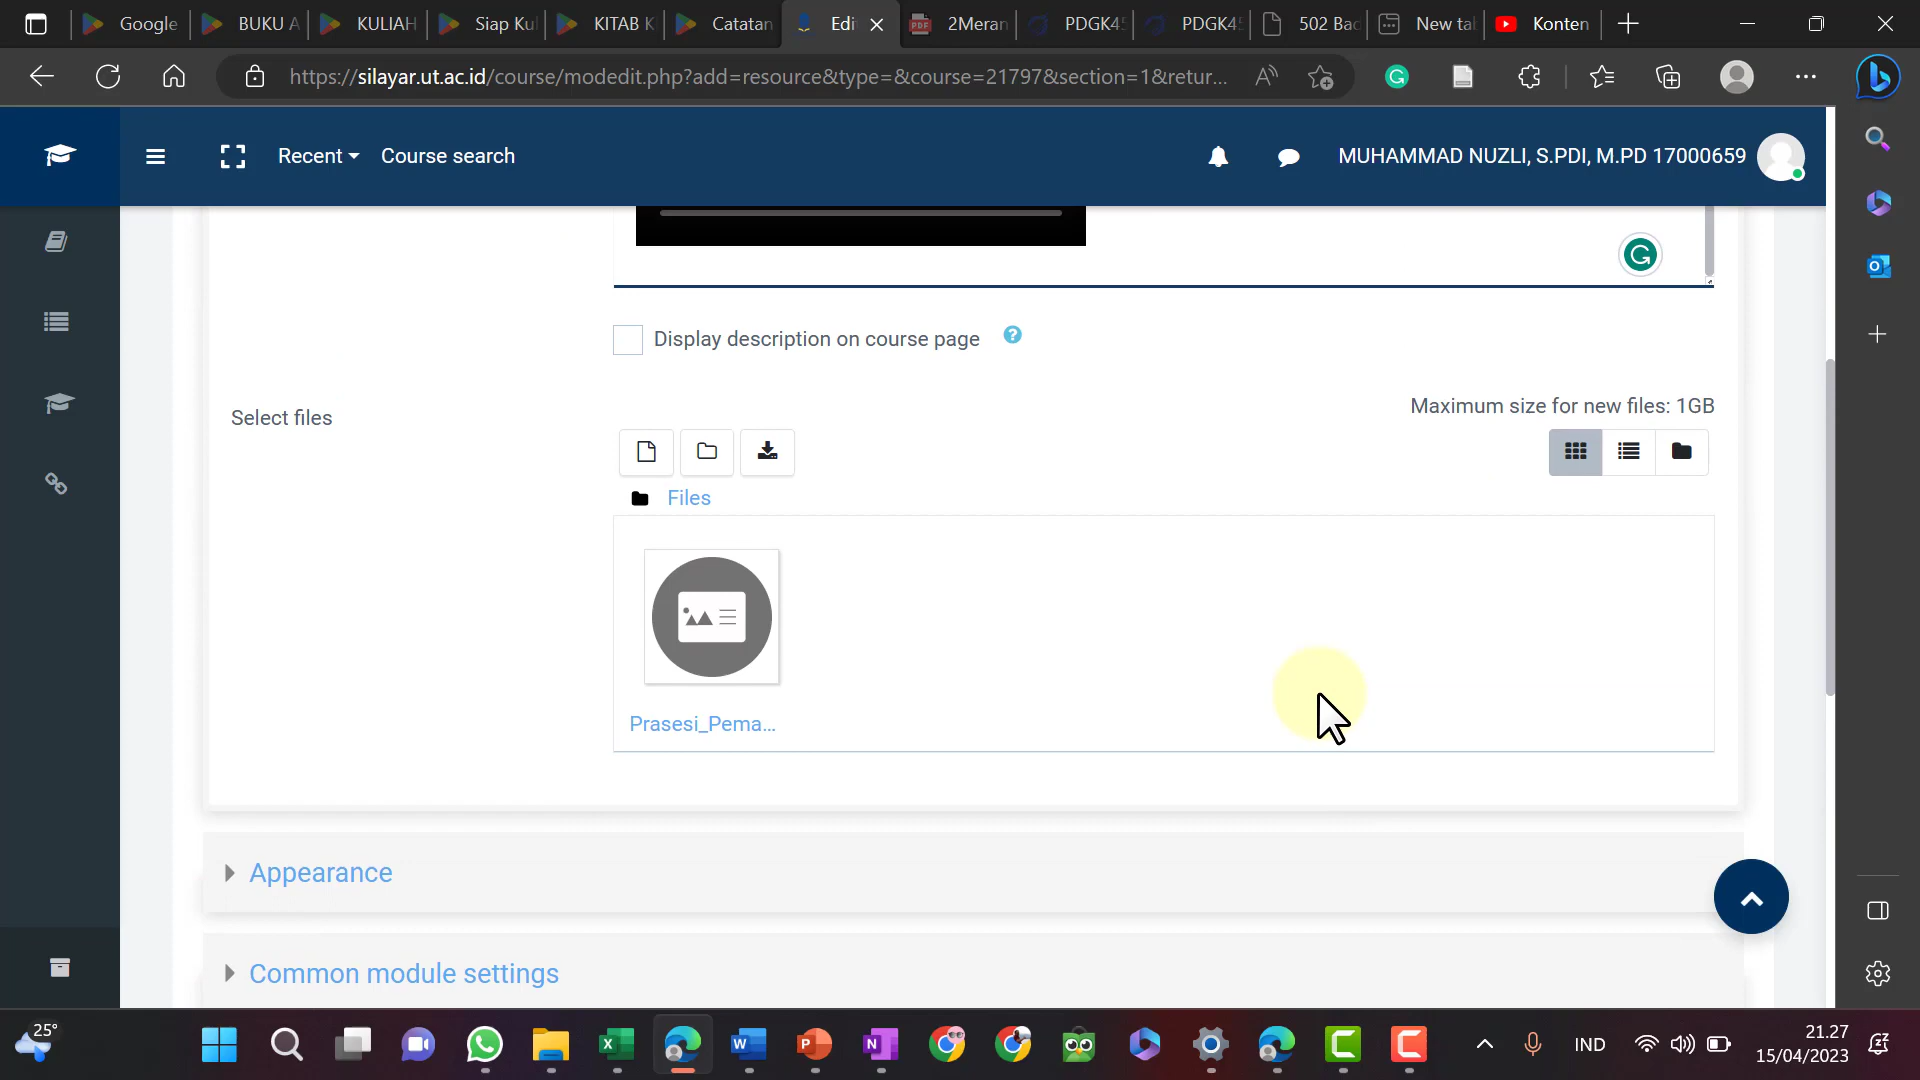 Google
BUKU A
KULIAH
Siap Kul
KITAB K
Catatan
Edi
2Meran
PDGK4
PDGK4
502 Bad
New tab
Konten
https://silayar.ut.ac.id/course/modedit.php?add=resource&type=&course=21797&section=1&retur...
Recent
Course search
MUHAMMAD NUZLI, S.PDI, M.PD 17000659
Display description on course page
Maximum size for new files: 1GB
Select files
Files
Prasesi_Pema...
Appearance
Common module settings
25°
IND
21.27
15/04/2023